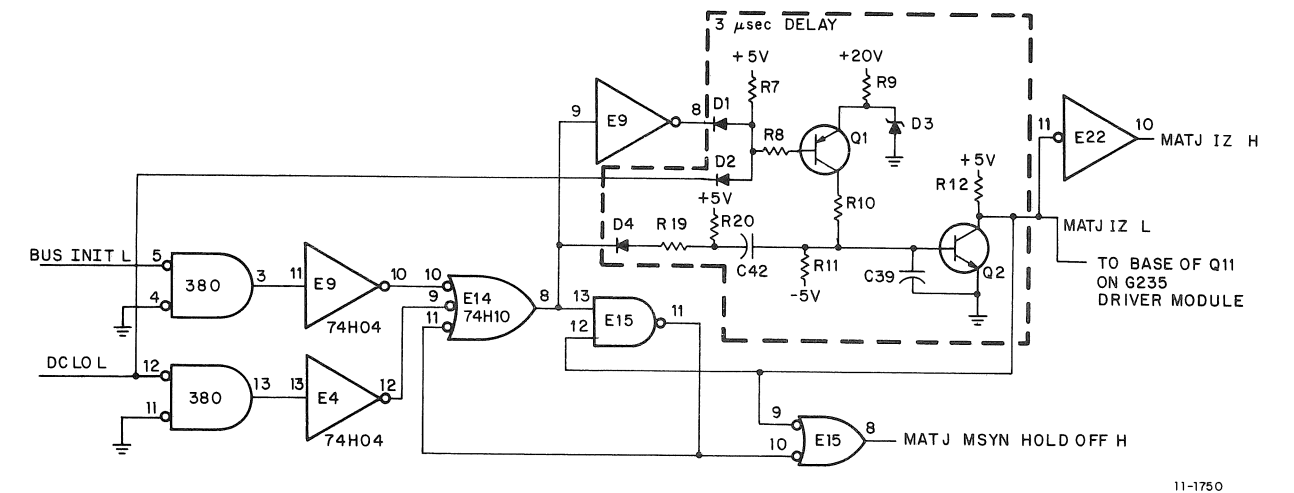 3 μsec DELAY
+5V
R7
+20V
R9
D3
9
E9
8
D1
R8
Q1
D2
11
E22
10
MATJ IZ H
+5V
R12
R10
+5V
R20
D4
R19
C42
R11
-5V
C39
Q2
MATJ IZ L
TO BASE OF Q11
ON G235
DRIVER MODULE
BUS INIT L
5
4
380
3
11
E9
10
74H04
10
9
11
E14
74H10
8
13
12
E15
11
DC LO L
12
11
380
13
13
E4
12
74H04
9
10
E15
8
MATJ MSYN HOLD OFF H
11-1750